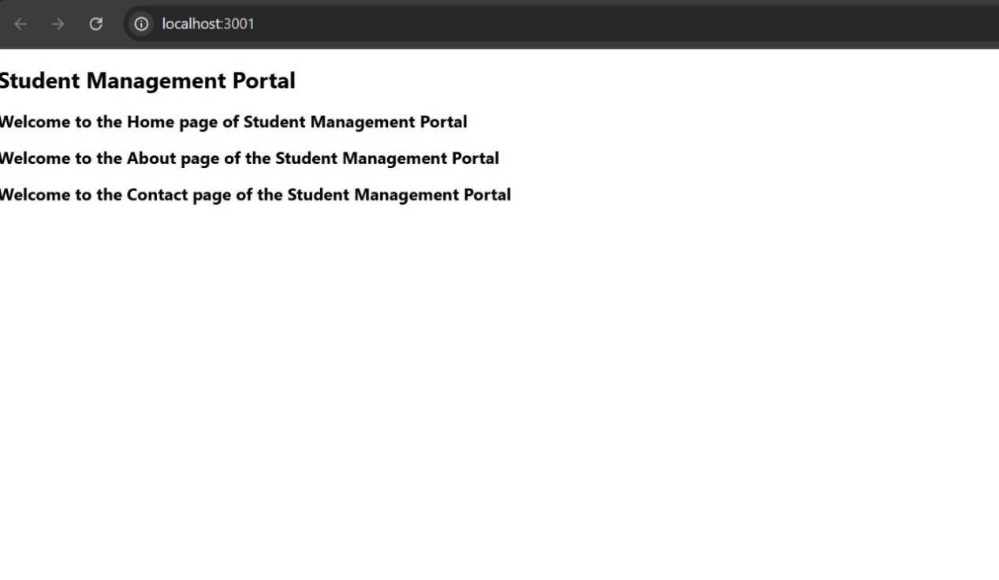 localhost:3001
Student Management Portal
Welcome to the Home page of Student Management Portal
Welcome to the About page of the Student Management Portal
Welcome to the Contact page of the Student Management Portal